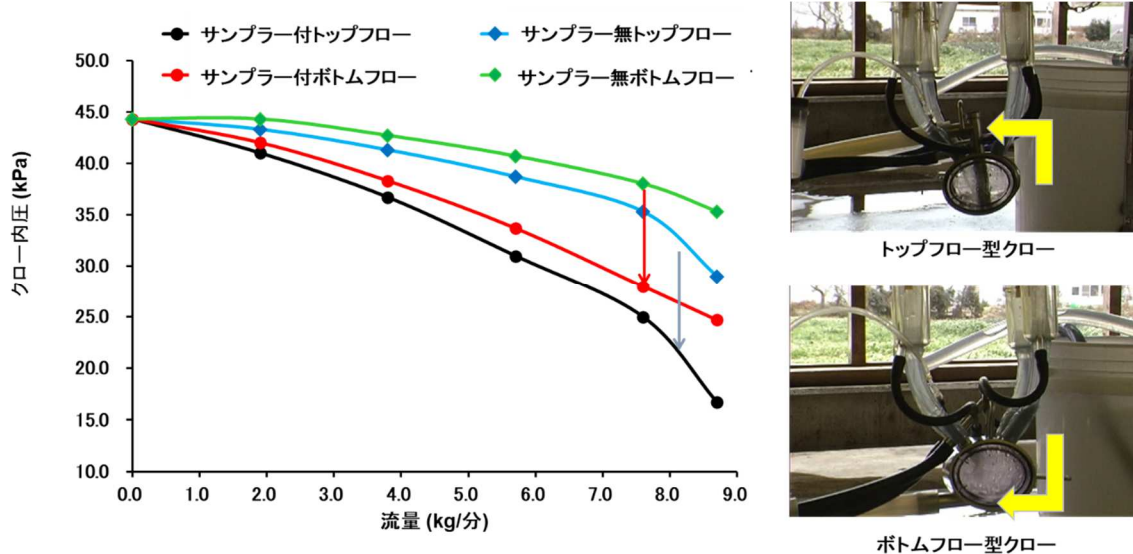 サンプラー付トップフロー
サンプラー無トップフロー
サンプラー付ボトムフロー
サンプラー無ボトムフロー
クロー内圧 (kPa)
50.0
45.0
40.0
35.0
30.0
25.0
20.0
15.0
10.0
0.0 1.0 2.0 3.0 4.0 5.0 6.0 7.0 8.0 9.0
流量 (kg/分)
トップフロー型クロー
ボトムフロー型クロー